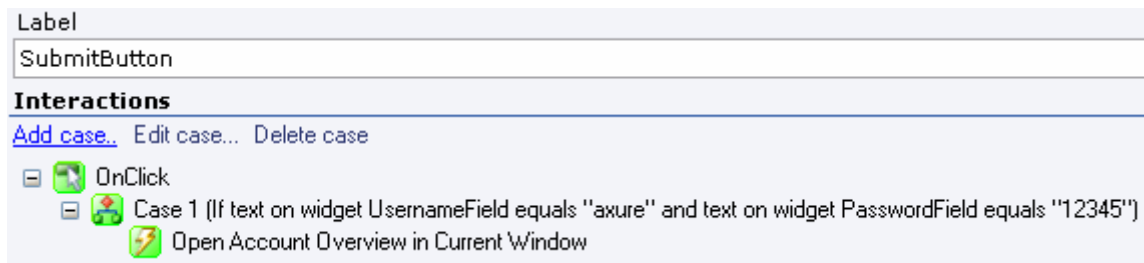 Label
SubmitButton
Interactions
Add case.. Edit case... Delete case
OnClick
Case 1 (If text on widget UsernameField equals "axure" and text on widget PasswordField equals "12345")
Open Account Overview in Current Window